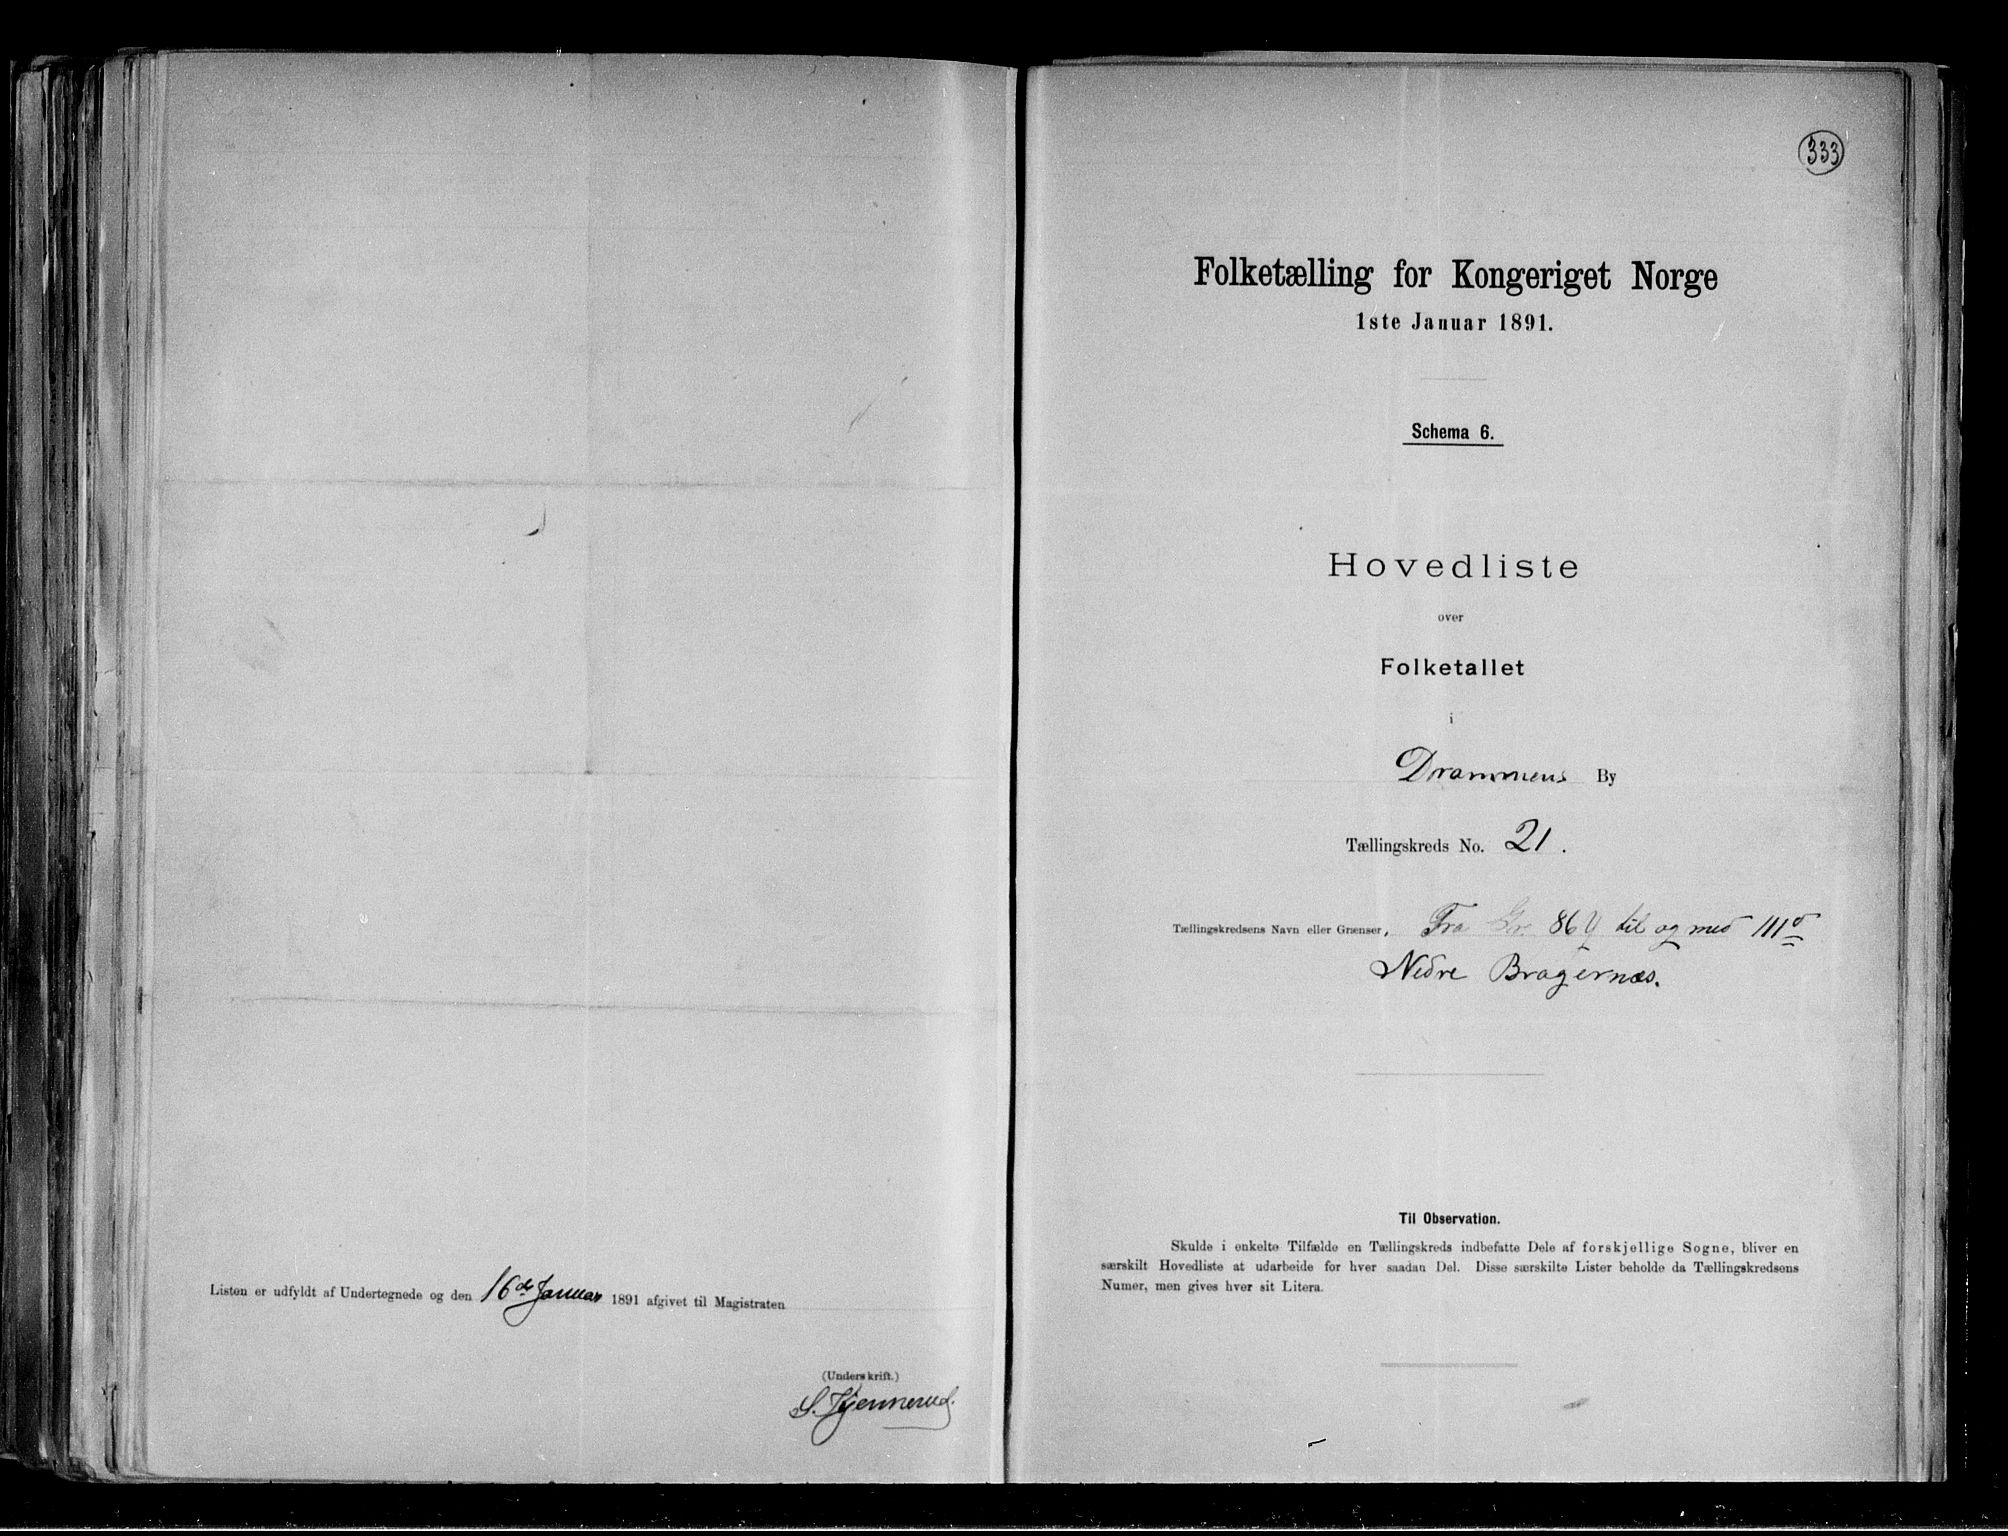 Listen er udfyldt af Undertegnede og den 16de Januar 1891 afgivet til Magistraten
(Underskrift.)
S. Hjennerud.
333
Folketælling for Kongeriget Norge
1ste Januar 1891.
Schema 6.
Hovedliste
over
Folketallet
i
Drammens By
Tællingskreds No. 21.
Tællingskredsens Navn eller Grænser, Fra Gr. 86 til og med 111d
Nedre Bragernæs.
Til Observation.
Skulde i enkelte Tilfælde en Tællingskreds indbefatte Dele af forskjellige Sogne, bliver en
særskilt Hovedliste at udarbeide for hver saadan Del. Disse særskilte Lister beholde da Tællingskredsens
Numer, men gives hver sit Litera.